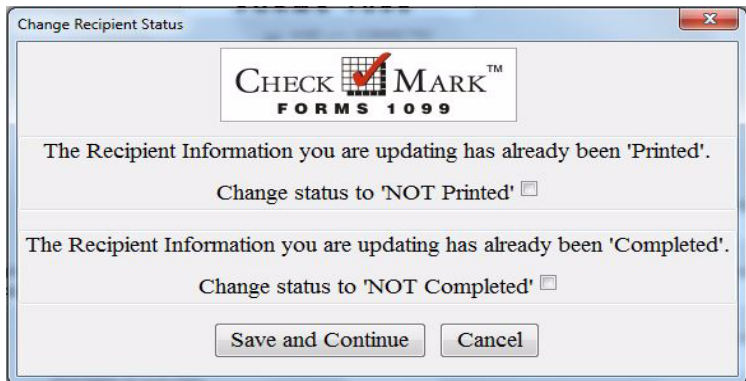 Change Recipient Status
CHECK MARK™
FORMS 1099
The Recipient Information you are updating has already been 'Printed'.
Change status to 'NOT Printed'
The Recipient Information you are updating has already been 'Completed'.
Change status to 'NOT Completed'
Save and Continue Cancel